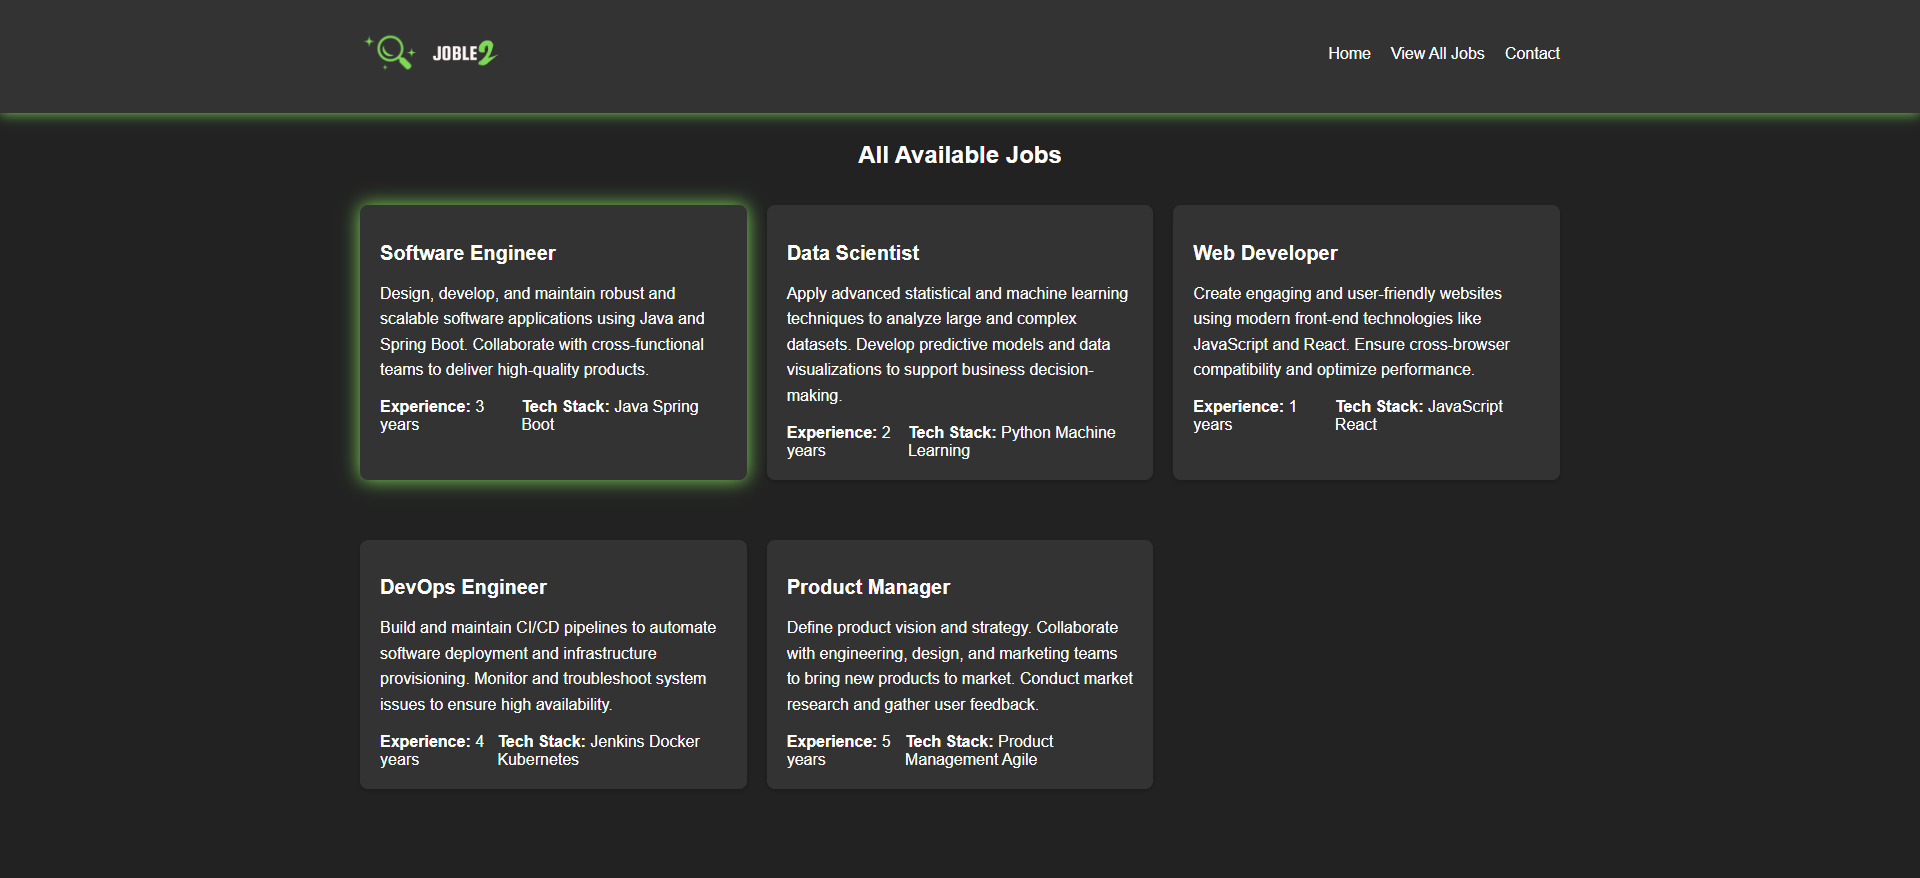 JOBLE2
Home
View All Jobs
Contact
All Available Jobs
Software Engineer
Design, develop, and maintain robust and
scalable software applications using Java and
Spring Boot. Collaborate with cross-functional
teams to deliver high-quality products.
Experience: 3
years
Tech Stack: Java Spring
Boot
Data Scientist
Apply advanced statistical and machine learning
techniques to analyze large and complex
datasets. Develop predictive models and data
visualizations to support business decision-
making.
Experience: 2
years
Tech Stack: Python Machine
Learning
Web Developer
Create engaging and user-friendly websites
using modern front-end technologies like
JavaScript and React. Ensure cross-browser
compatibility and optimize performance.
Experience: 1
years
Tech Stack: JavaScript
React
DevOps Engineer
Build and maintain CI/CD pipelines to automate
software deployment and infrastructure
provisioning. Monitor and troubleshoot system
issues to ensure high availability.
Experience: 4
years
Tech Stack: Jenkins Docker
Kubernetes
Product Manager
Define product vision and strategy. Collaborate
with engineering, design, and marketing teams
to bring new products to market. Conduct market
research and gather user feedback.
Experience: 5
years
Tech Stack: Product
Management Agile